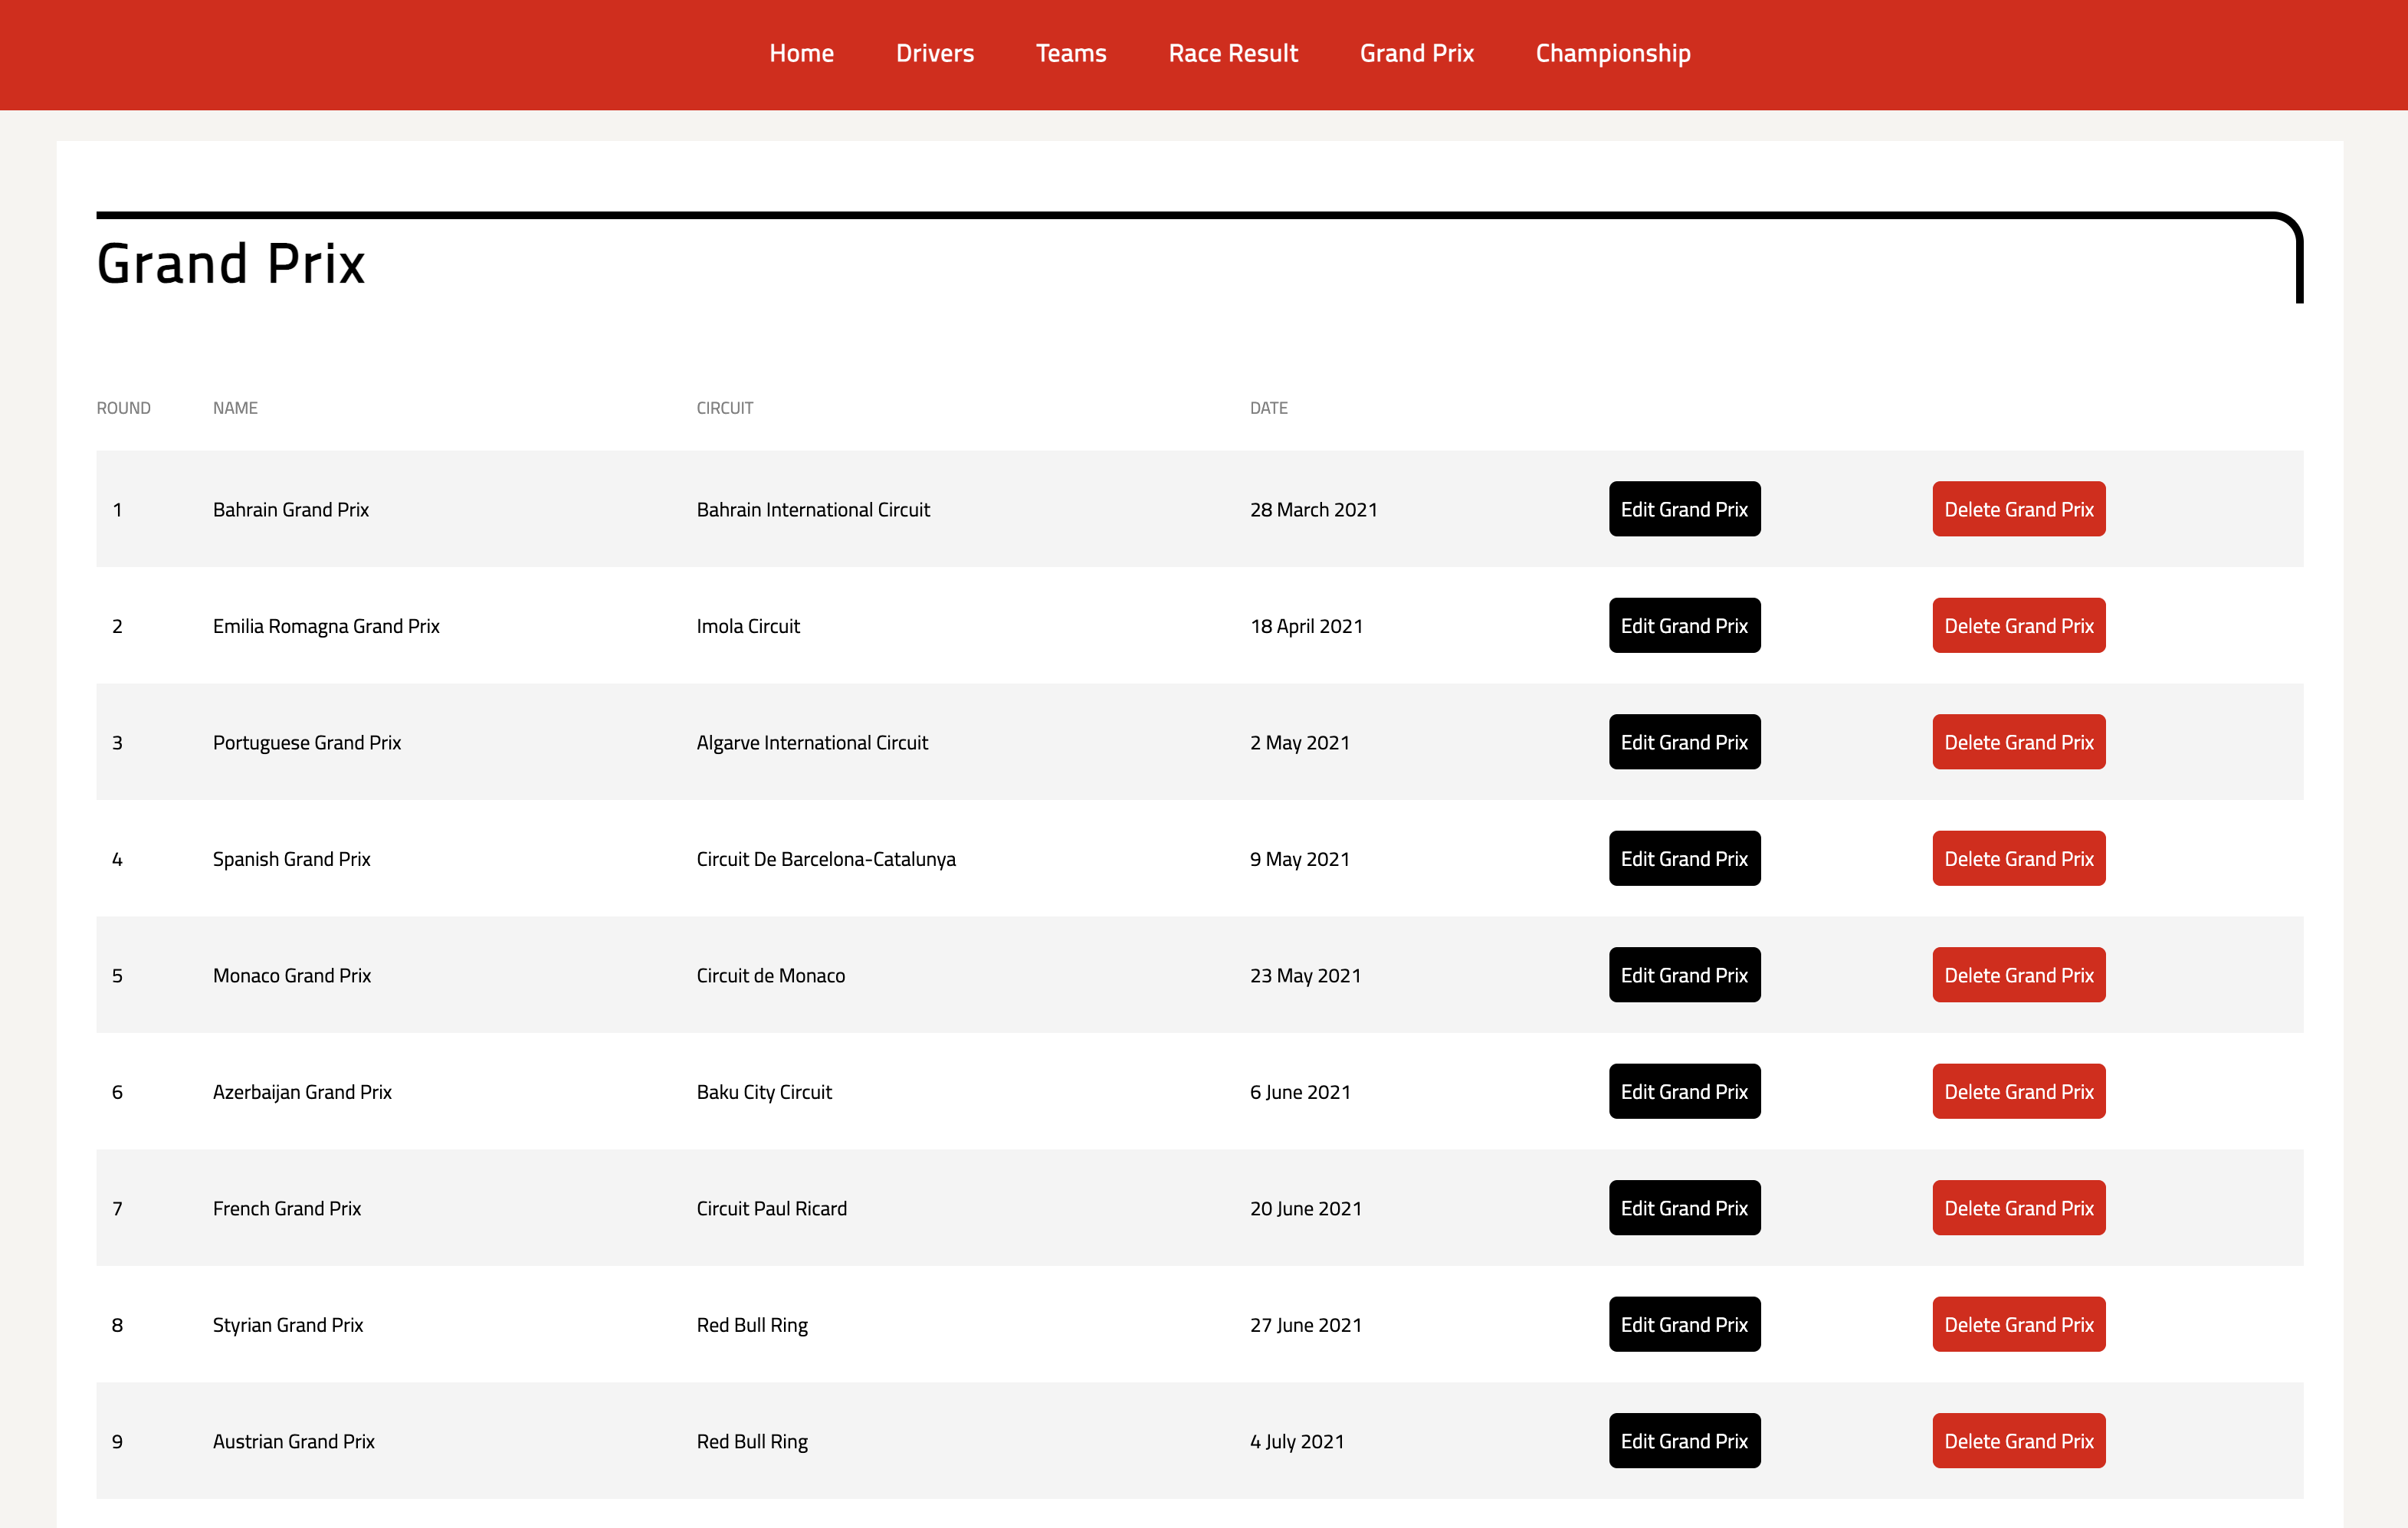 Home Drivers Teams Race Result Grand Prix Championship
Grand Prix
ROUND NAME CIRCUIT DATE
1 Bahrain Grand Prix Bahrain International Circuit 28 March 2021 Edit Grand Prix Delete Grand Prix
2 Emilia Romagna Grand Prix Imola Circuit 18 April 2021 Edit Grand Prix Delete Grand Prix
3 Portuguese Grand Prix Algarve International Circuit 2 May 2021 Edit Grand Prix Delete Grand Prix
4 Spanish Grand Prix Circuit De Barcelona-Catalunya 9 May 2021 Edit Grand Prix Delete Grand Prix
5 Monaco Grand Prix Circuit de Monaco 23 May 2021 Edit Grand Prix Delete Grand Prix
6 Azerbaijan Grand Prix Baku City Circuit 6 June 2021 Edit Grand Prix Delete Grand Prix
7 French Grand Prix Circuit Paul Ricard 20 June 2021 Edit Grand Prix Delete Grand Prix
8 Styrian Grand Prix Red Bull Ring 27 June 2021 Edit Grand Prix Delete Grand Prix
9 Austrian Grand Prix Red Bull Ring 4 July 2021 Edit Grand Prix Delete Grand Prix